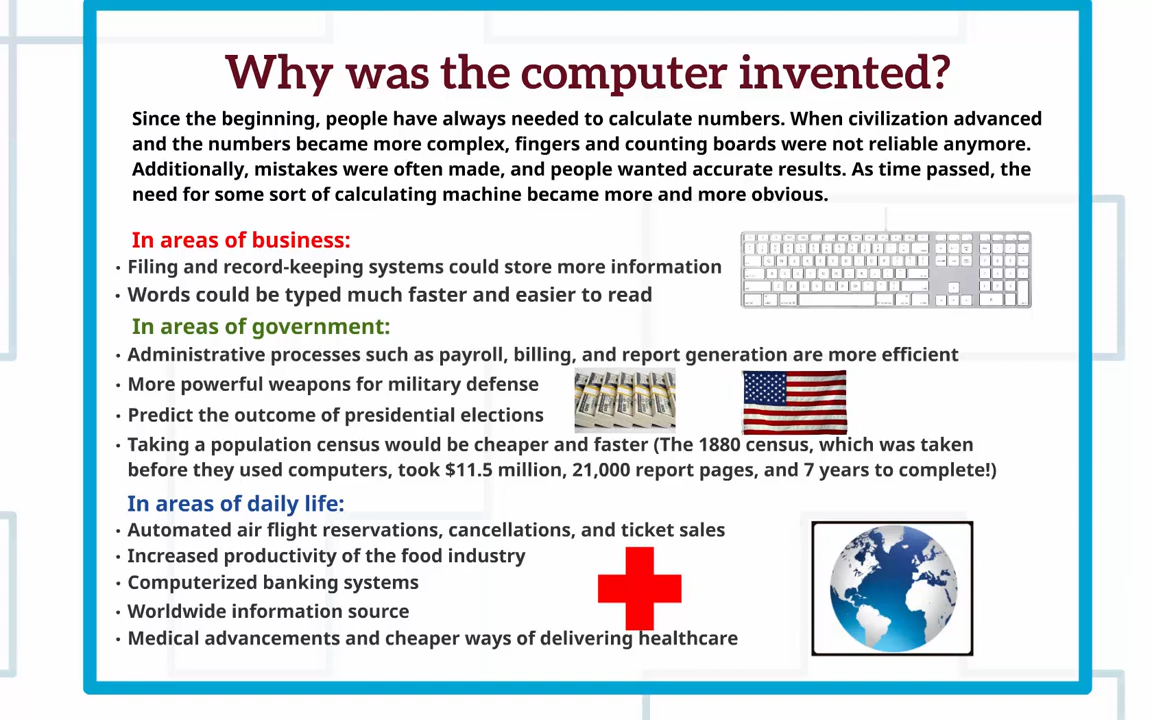 Why was the computer invented?
Since the beginning, people have always needed to calculate numbers. When civilization advanced
and the numbers became more complex, fingers and counting boards were not reliable anymore.
Additionally, mistakes were often made, and people wanted accurate results. As time passed, the
need for some sort of calculating machine became more and more obvious.
In areas of business:
· Filing and record-keeping systems could store more information
· Words could be typed much faster and easier to read
In areas of government:
· Administrative processes such as payroll, billing, and report generation are more efficient
· More powerful weapons for military defense
· Predict the outcome of presidential elections
· Taking a population census would be cheaper and faster (The 1880 census, which was taken
before they used computers, took $11.5 million, 21,000 report pages, and 7 years to complete!)
In areas of daily life:
· Automated air flight reservations, cancellations, and ticket sales
· Increased productivity of the food industry
· Computerized banking systems
· Worldwide information source
· Medical advancements and cheaper ways of delivering healthcare